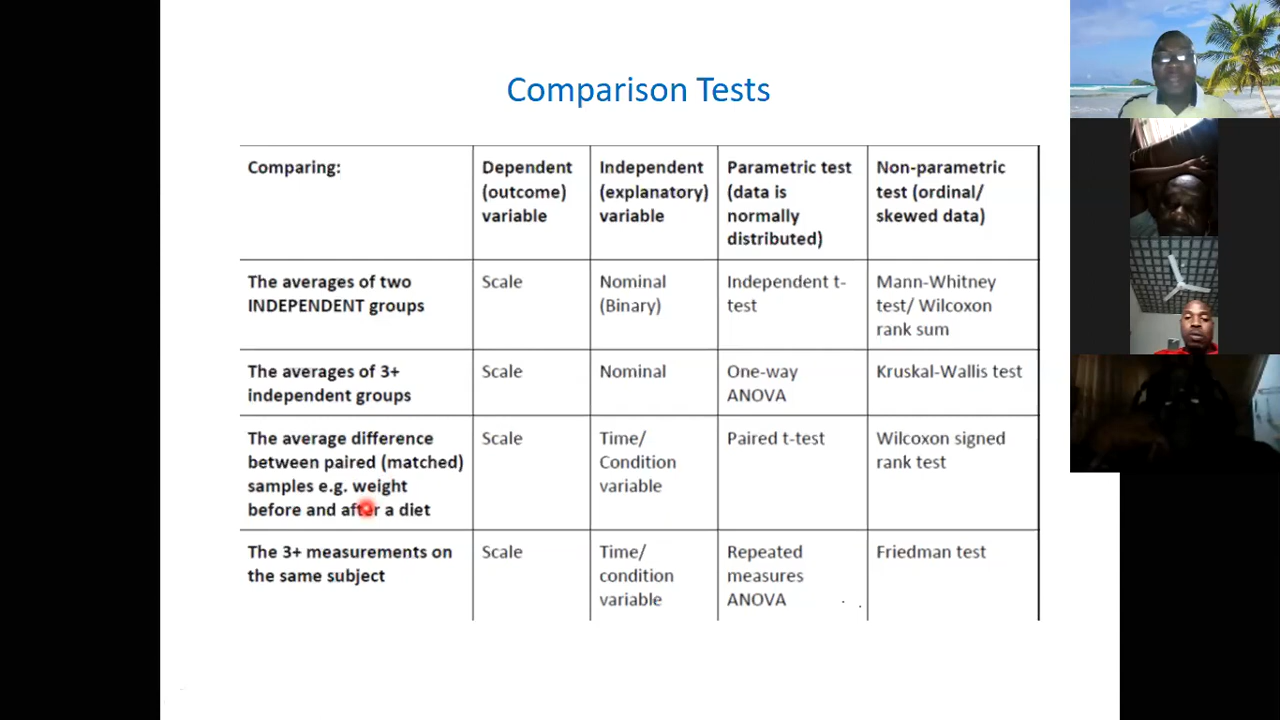 Comparison Tests
Comparing:
Dependent
(outcome)
variable
Independent
(explanatory)
variable
Parametric test
(data is
normally
distributed)
Non-parametric
test (ordinal/
skewed data)
The averages of two
INDEPENDENT groups
Scale
Nominal
(Binary)
Independent t-
test
Mann-Whitney
test/ Wilcoxon
rank sum
The averages of 3+
independent groups
Scale
Nominal
One-way
ANOVA
Kruskal-Wallis test
The average difference
between paired (matched)
samples e.g. weight
before and after a diet
Scale
Time/
Condition
variable
Paired t-test
Wilcoxon signed
rank test
The 3+ measurements on
the same subject
Scale
Time/
condition
variable
Repeated
measures
ANOVA
Friedman test